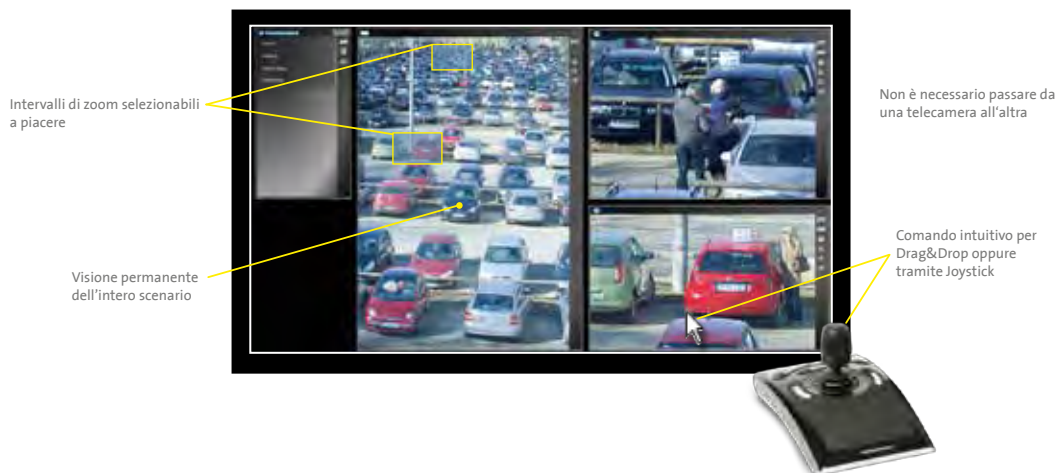 Intervalli di zoom selezionabili
a piacere
Visione permanente
dell'intero scenario
Non è necessario passare da
una telecamera all'altra
Comando intuitivo per
Drag&Drop oppure
tramite Joystick